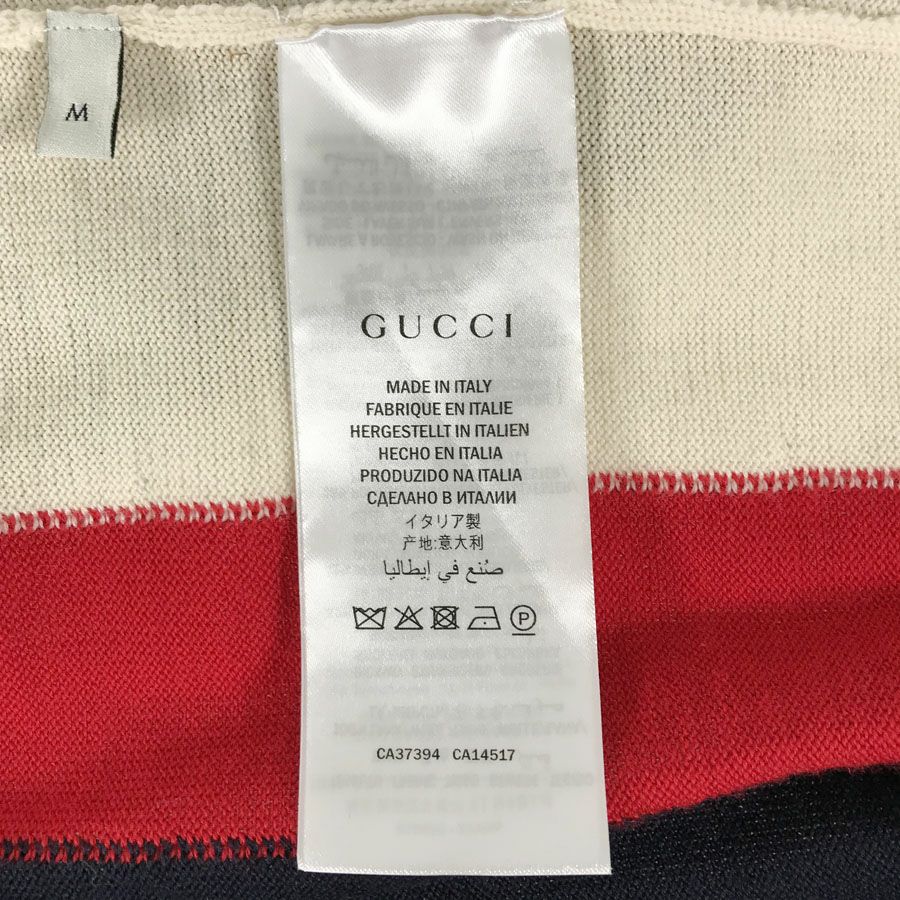 M
GUCCI
MADE IN ITALY
FABRIQUE EN ITALIE
HERGESTELLT IN ITALIEN
HECHO EN ITALIA
PRODUZIDO NA ITALIA
СДЕЛАНО В ИТАЛИИ
イタリア製
产地:意大利
صُنع في إيطاليا
P
CA37394 CA14517